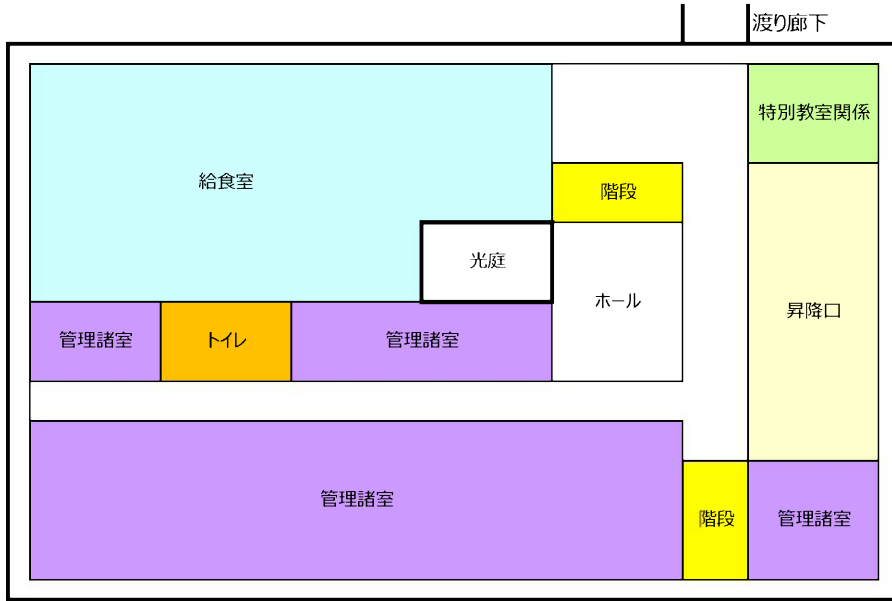 渡り廊下
特別教室関係
給食室
階段
光庭
ホール
昇降口
管理諸室
トイレ
管理諸室
管理諸室
階段
管理諸室